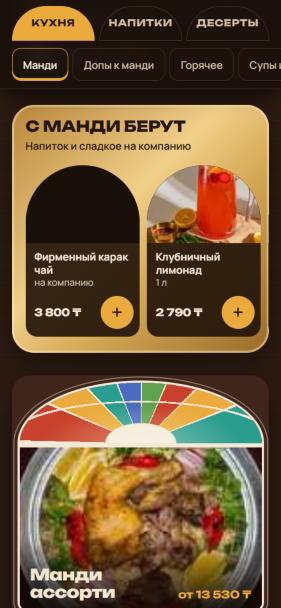 КУХНЯ
НАПИТКИ
ДЕСЕРТЫ
Манди
Допы к манди
Горячее
Супы
С МАНДИ БЕРУТ
Напиток и сладкое на компанию
Фирменный карак
чай
на компанию
3 800 ₸
+
Клубничный
лимонад
1 л
2 790 ₸
+
Манди
ассорти
от 13 530 ₸